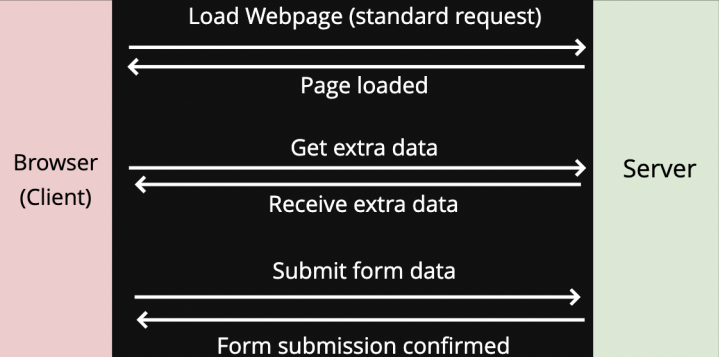 Load Webpage (standard request)
Page loaded
Get extra data
Browser
(Client)
Server
Receive extra data
Submit form data
Form submission confirmed